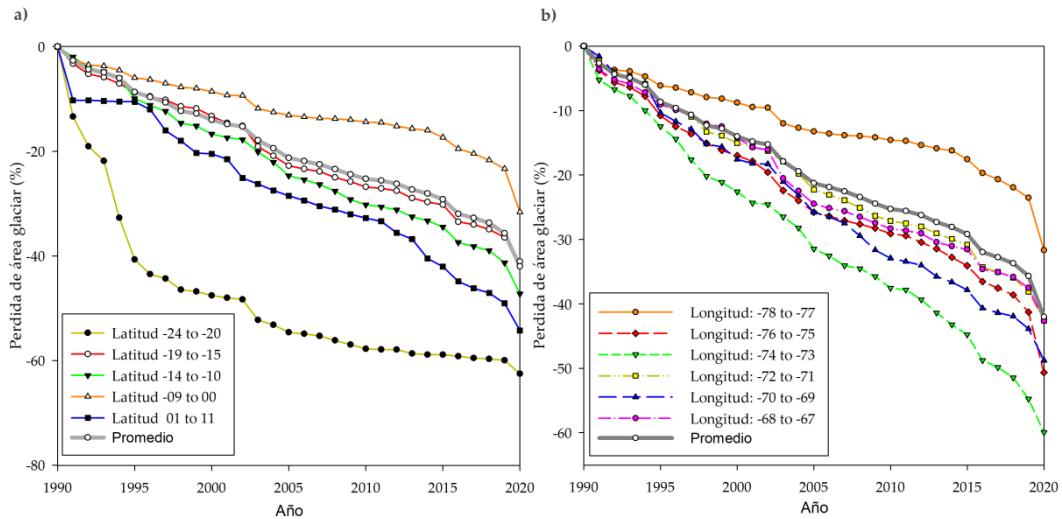 a)
0
-20
-40
-60
-80
Perdida de área glaciar (%)
Latitud -24 to -20
Latitud -19 to -15
Latitud -14 to -10
Latitud -09 to 00
Latitud 01 to 11
Promedio
1990 1995 2000 2005 2010 2015 2020
Año
b)
0
-10
-20
-30
-40
-50
-60
Perdida de área glaciar (%)
Longitud: -78 to -77
Longitud: -76 to -75
Longitud: -74 to -73
Longitud: -72 to -71
Longitud: -70 to -69
Longitud: -68 to -67
Promedio
1990 1995 2000 2005 2010 2015 2020
Año